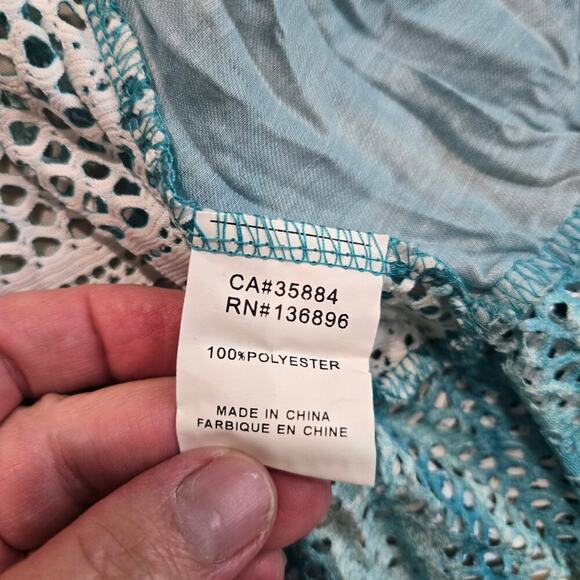 CA#35884
RN#136896
100%POLYESTER
MADE IN CHINA
FARBIQUE EN CHINE